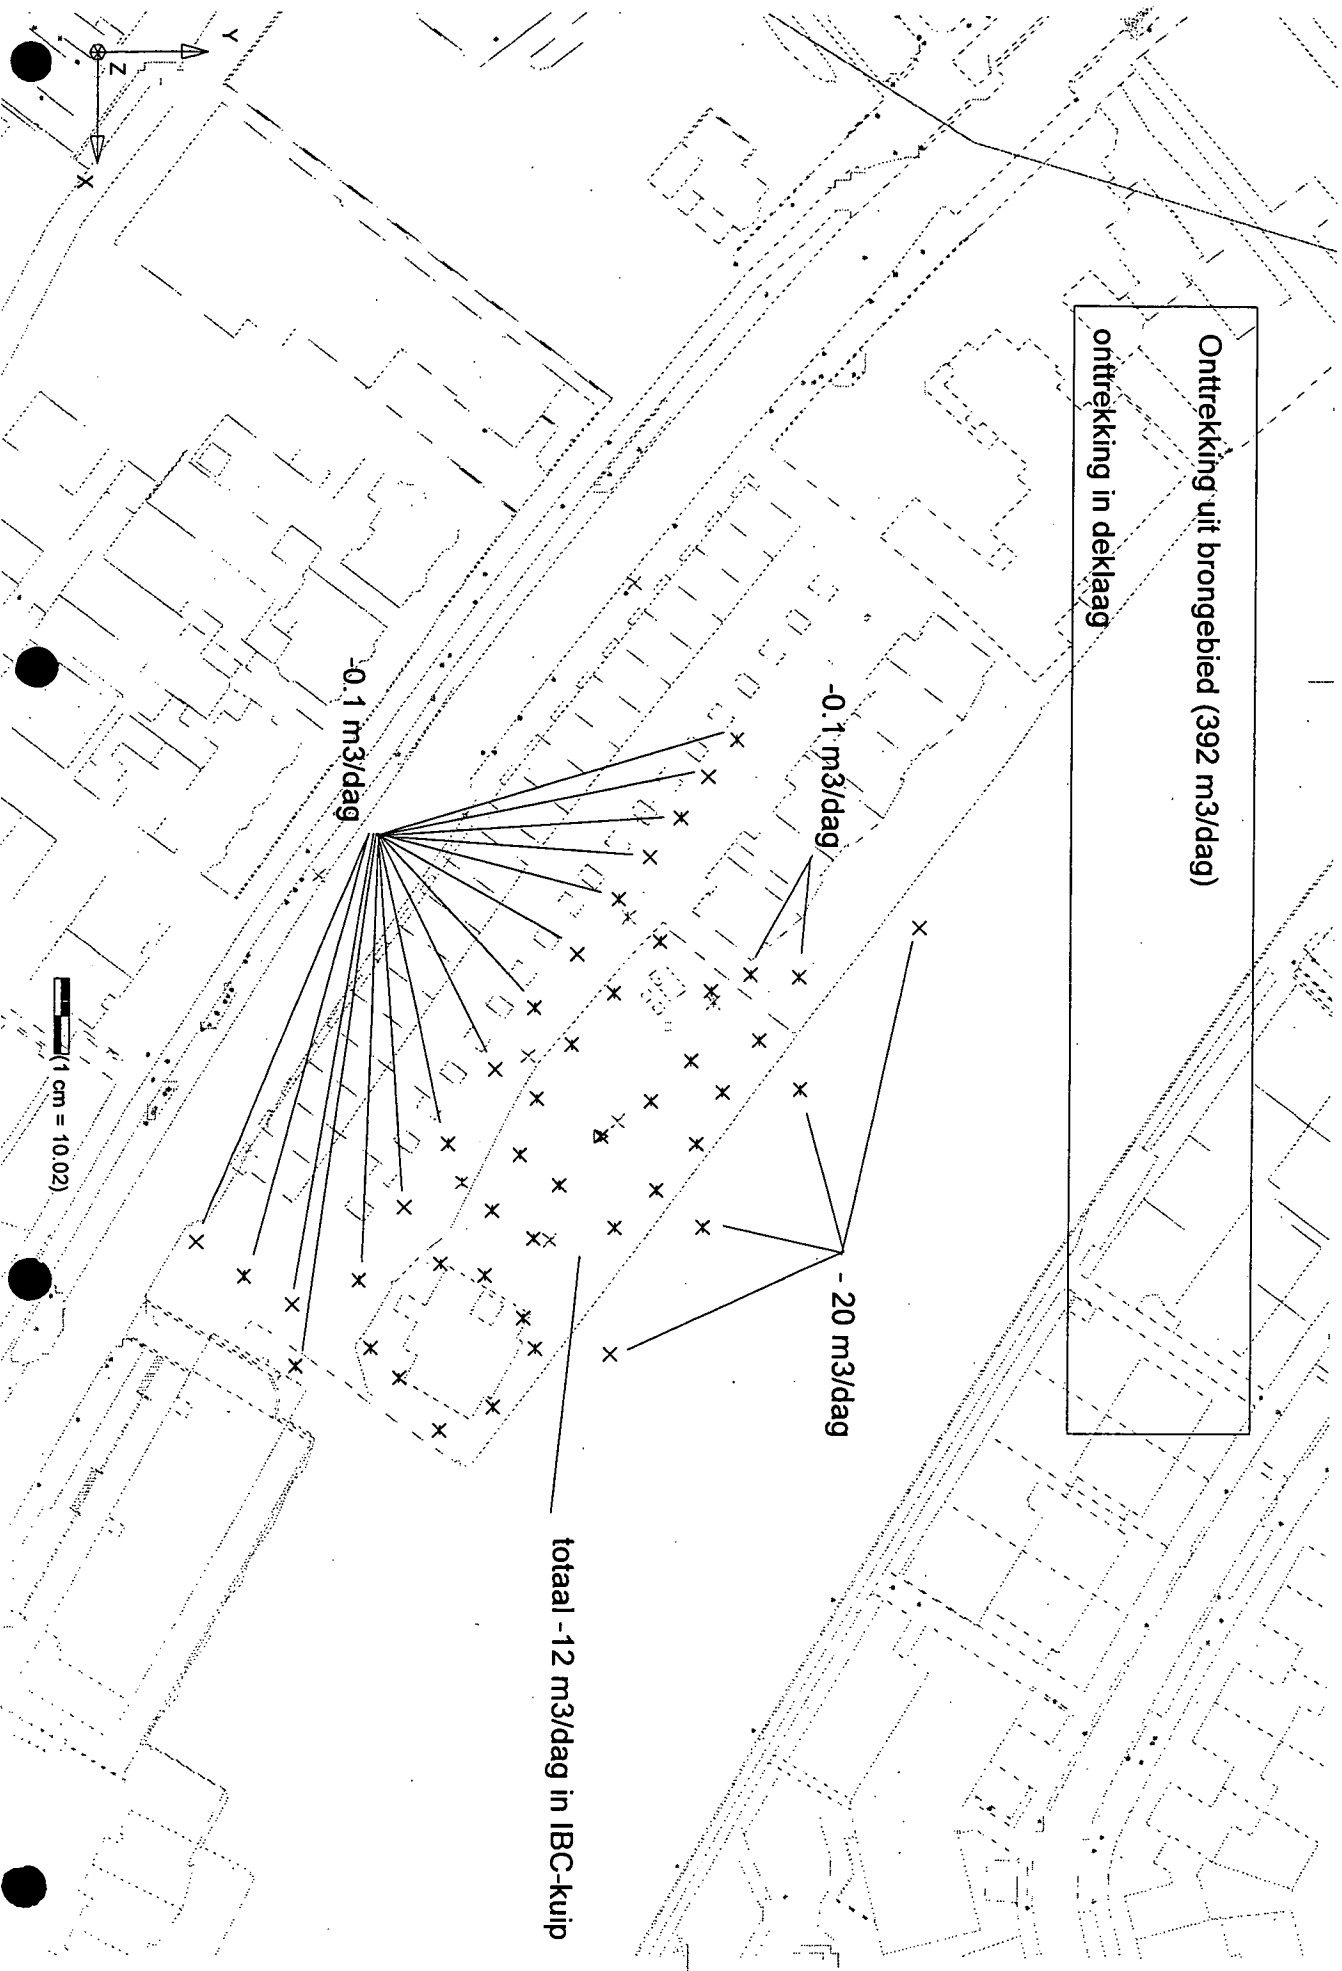 Onttrekking uit brongebied (392 m3/dag)
onttrekking in deklaag
-0.1 m3/dag
-0.1 m3/dag
- 20 m3/dag
totaal -12 m3/dag in IBC-kuip
(1 cm = 10.02)
Y
Z
X